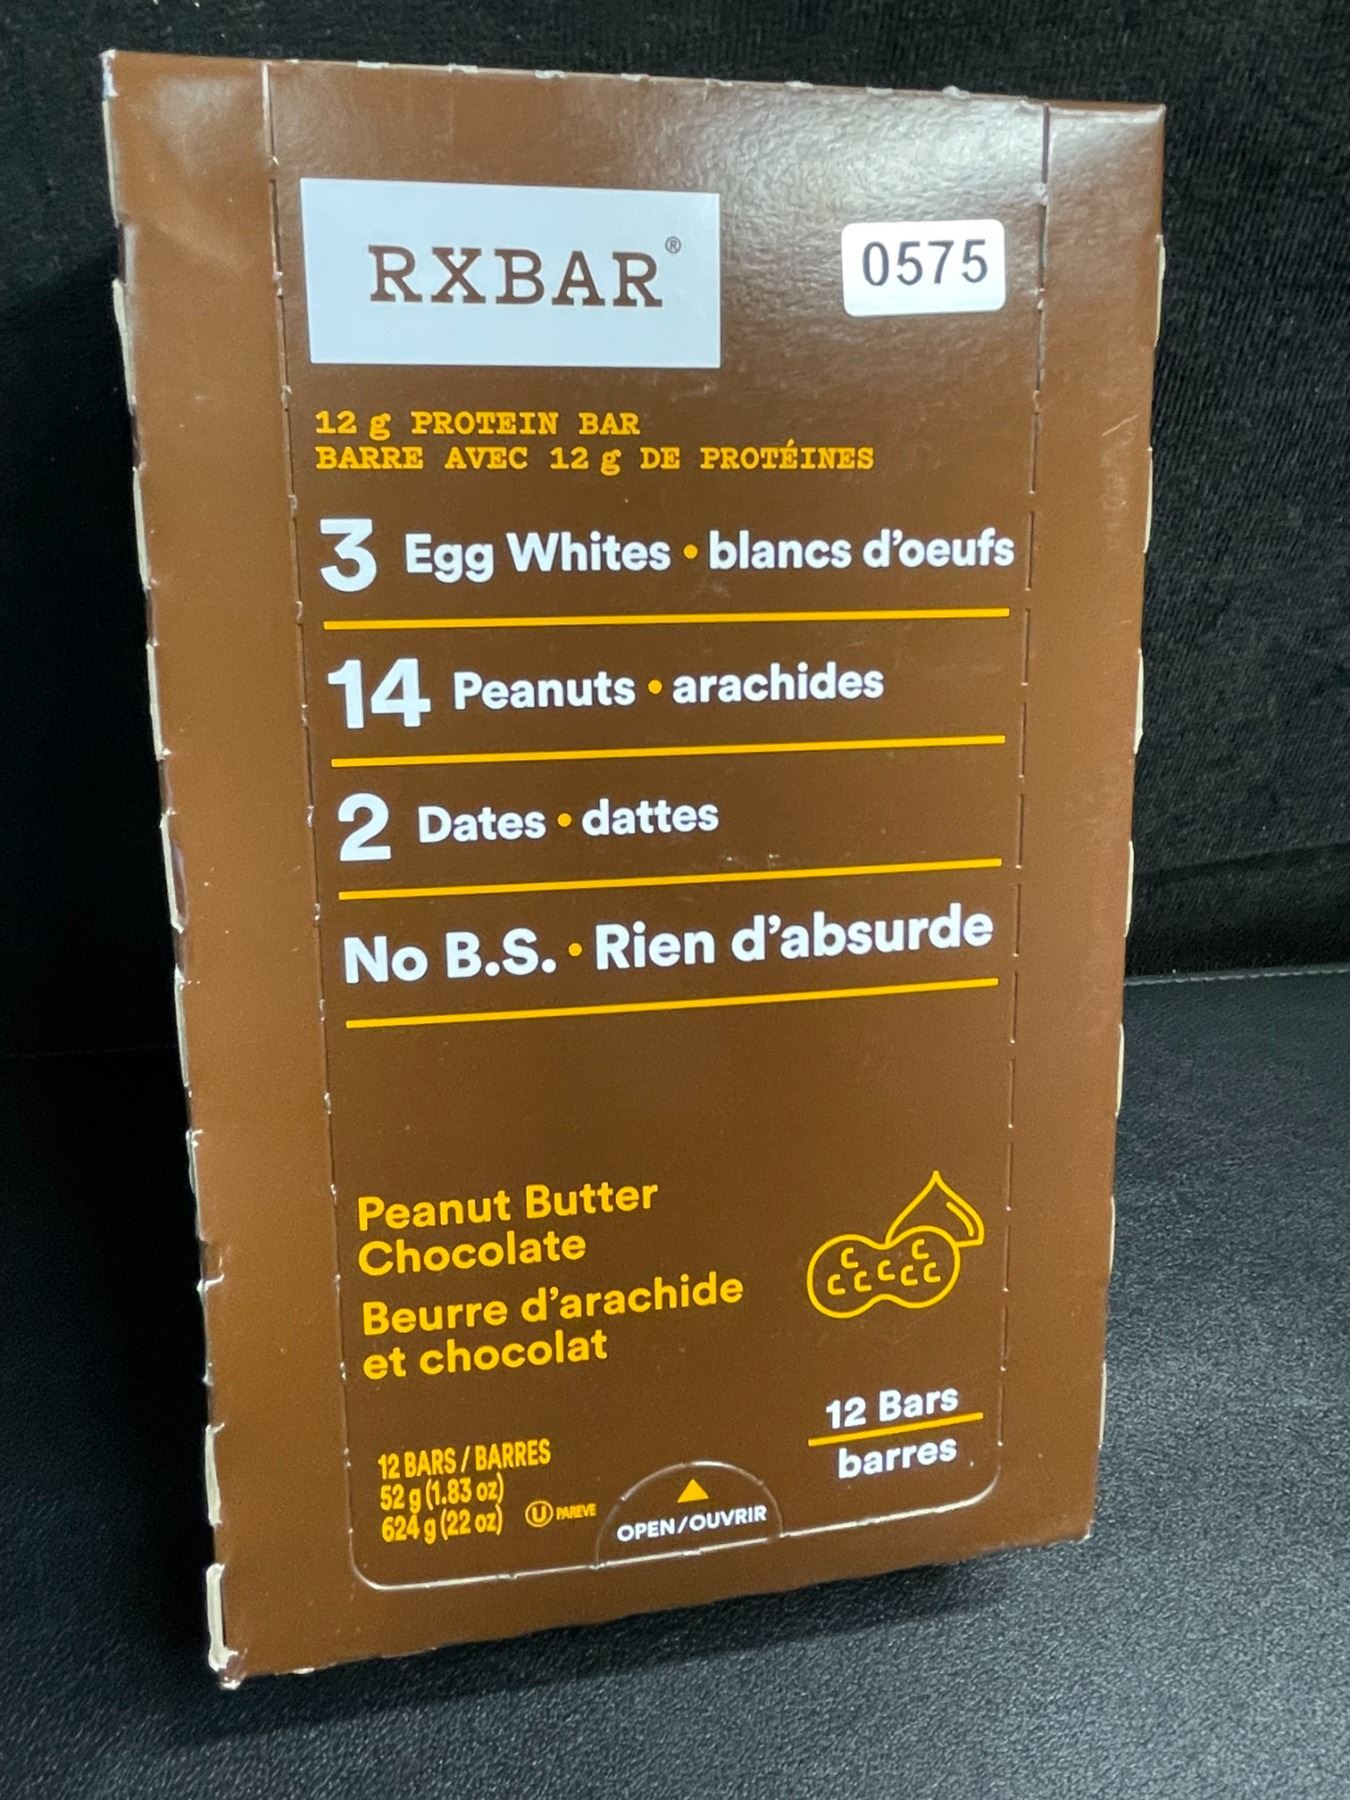 RXBAR®
0575
12 g PROTEIN BAR
BARRE AVEC 12 g DE PROTÉINES
3 Egg Whites • blancs d'oeufs
14 Peanuts • arachides
2 Dates • dattes
No B.S. • Rien d'absurde
Peanut Butter
Chocolate
Beurre d'arachide
et chocolat
12 Bars
barres
12 BARS / BARRES
52 g (1.83 oz)
624 g (22 oz)
U PAREVE
OPEN/OUVRIR